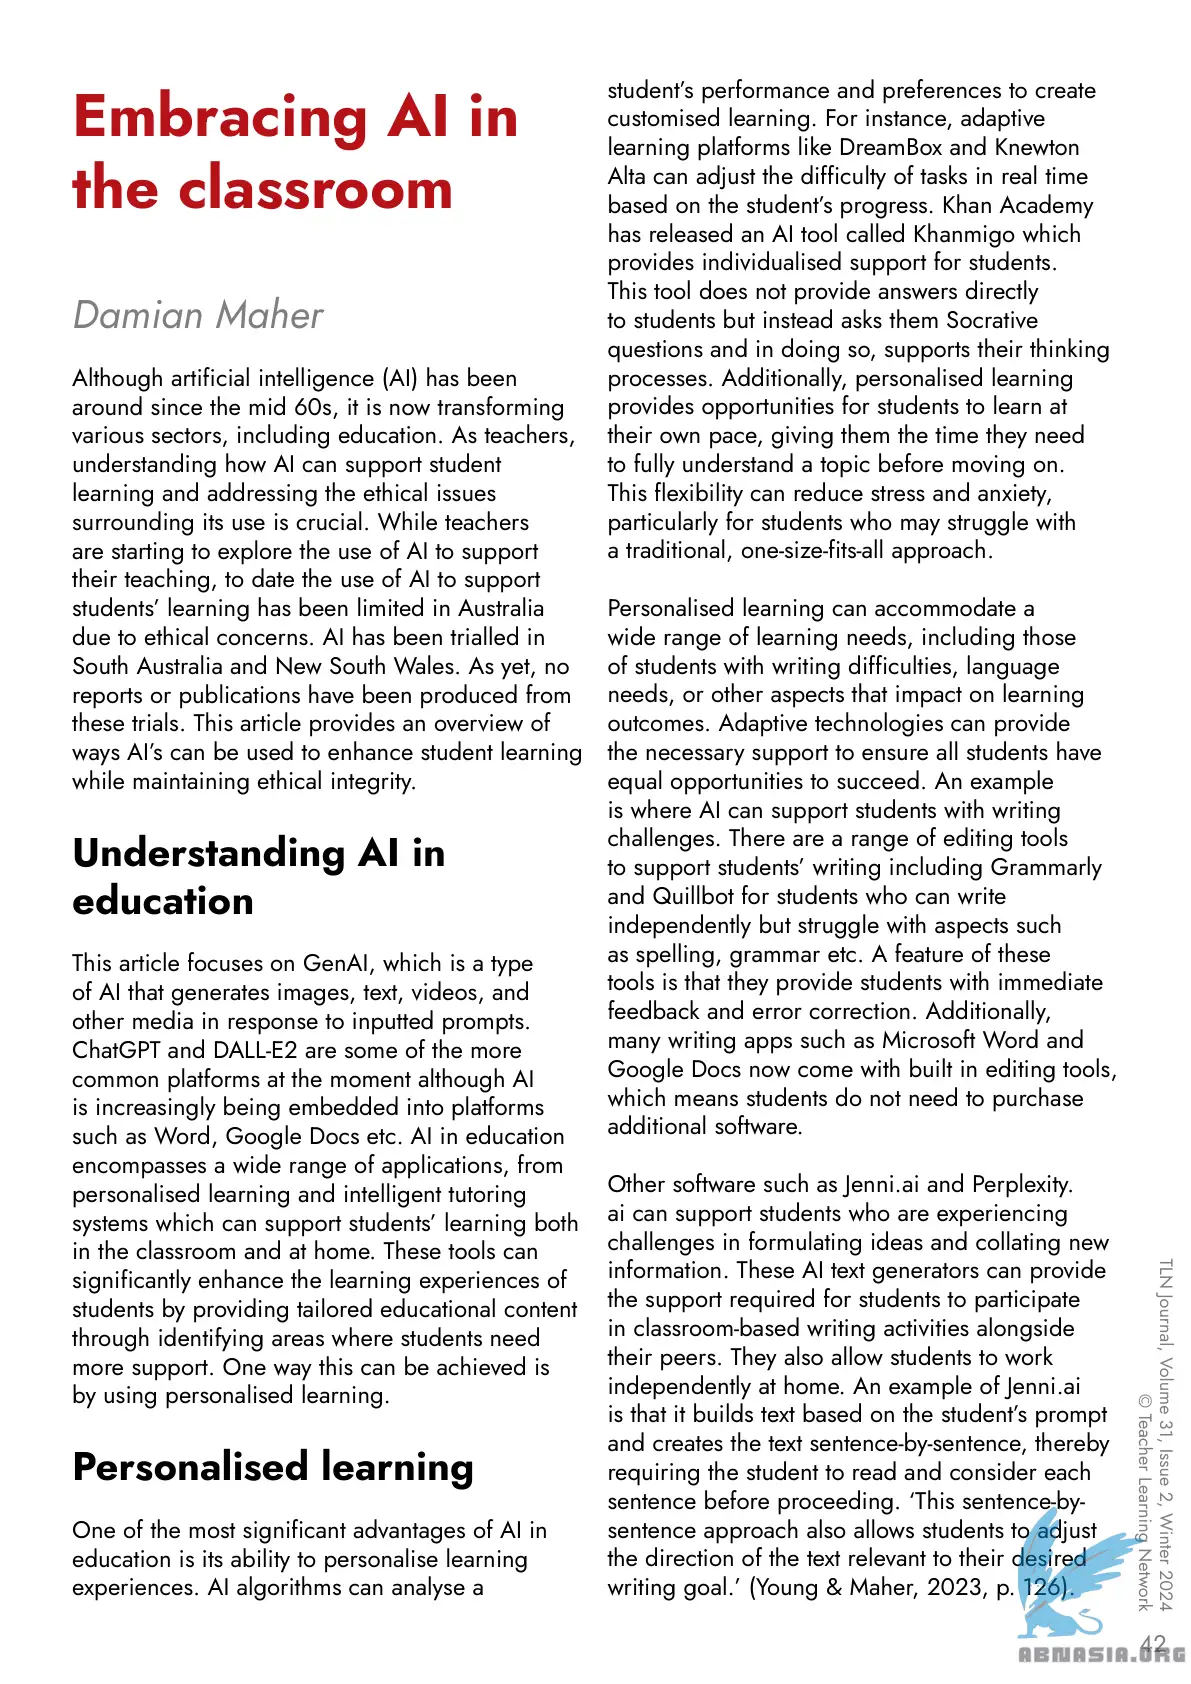 Embracing AI in
the classroom
Damian Maher
Although artificial intelligence (AI) has been
around since the mid 60s, it is now transforming
various sectors, including education. As teachers,
understanding how AI can support student
learning and addressing the ethical issues
surrounding its use is crucial. While teachers
are starting to explore the use of AI to support
their teaching, to date the use of AI to support
students’ learning has been limited in Australia
due to ethical concerns. AI has been trialled in
South Australia and New South Wales. As yet, no
reports or publications have been produced from
these trials. This article provides an overview of
ways AI’s can be used to enhance student learning
while maintaining ethical integrity.
Understanding AI in
education
This article focuses on GenAI, which is a type
of AI that generates images, text, videos, and
other media in response to inputted prompts.
ChatGPT and DALL-E2 are some of the more
common platforms at the moment although AI
is increasingly being embedded into platforms
such as Word, Google Docs etc. AI in education
encompasses a wide range of applications, from
personalised learning and intelligent tutoring
systems which can support students’ learning both
in the classroom and at home. These tools can
significantly enhance the learning experiences of
students by providing tailored educational content
through identifying areas where students need
more support. One way this can be achieved is
by using personalised learning.
Personalised learning
One of the most significant advantages of AI in
education is its ability to personalise learning
experiences. AI algorithms can analyse a
student’s performance and preferences to create
customised learning. For instance, adaptive
learning platforms like DreamBox and Knewton
Alta can adjust the difficulty of tasks in real time
based on the student’s progress. Khan Academy
has released an AI tool called Khanmigo which
provides individualised support for students.
This tool does not provide answers directly
to students but instead asks them Socrative
questions and in doing so, supports their thinking
processes. Additionally, personalised learning
provides opportunities for students to learn at
their own pace, giving them the time they need
to fully understand a topic before moving on.
This flexibility can reduce stress and anxiety,
particularly for students who may struggle with
a traditional, one-size-fits-all approach.
Personalised learning can accommodate a
wide range of learning needs, including those
of students with writing difficulties, language
needs, or other aspects that impact on learning
outcomes. Adaptive technologies can provide
the necessary support to ensure all students have
equal opportunities to succeed. An example
is where AI can support students with writing
challenges. There are a range of editing tools
to support students’ writing including Grammarly
and Quillbot for students who can write
independently but struggle with aspects such
as spelling, grammar etc. A feature of these
tools is that they provide students with immediate
feedback and error correction. Additionally,
many writing apps such as Microsoft Word and
Google Docs now come with built in editing tools,
which means students do not need to purchase
additional software.
Other software such as Jenni.ai and Perplexity.
ai can support students who are experiencing
challenges in formulating ideas and collating new
information. These AI text generators can provide
the support required for students to participate
in classroom-based writing activities alongside
their peers. They also allow students to work
independently at home. An example of Jenni.ai
is that it builds text based on the student’s prompt
and creates the text sentence-by-sentence, thereby
requiring the student to read and consider each
sentence before proceeding. ‘This sentence-by-
sentence approach also allows students to adjust
the direction of the text relevant to their desired
writing goal.’ (Young & Maher, 2023, p. 126).
TLN Journal, Volume 31, Issue 2, Winter 2024
© Teacher Learning Network
42
ABNASIA.ORG